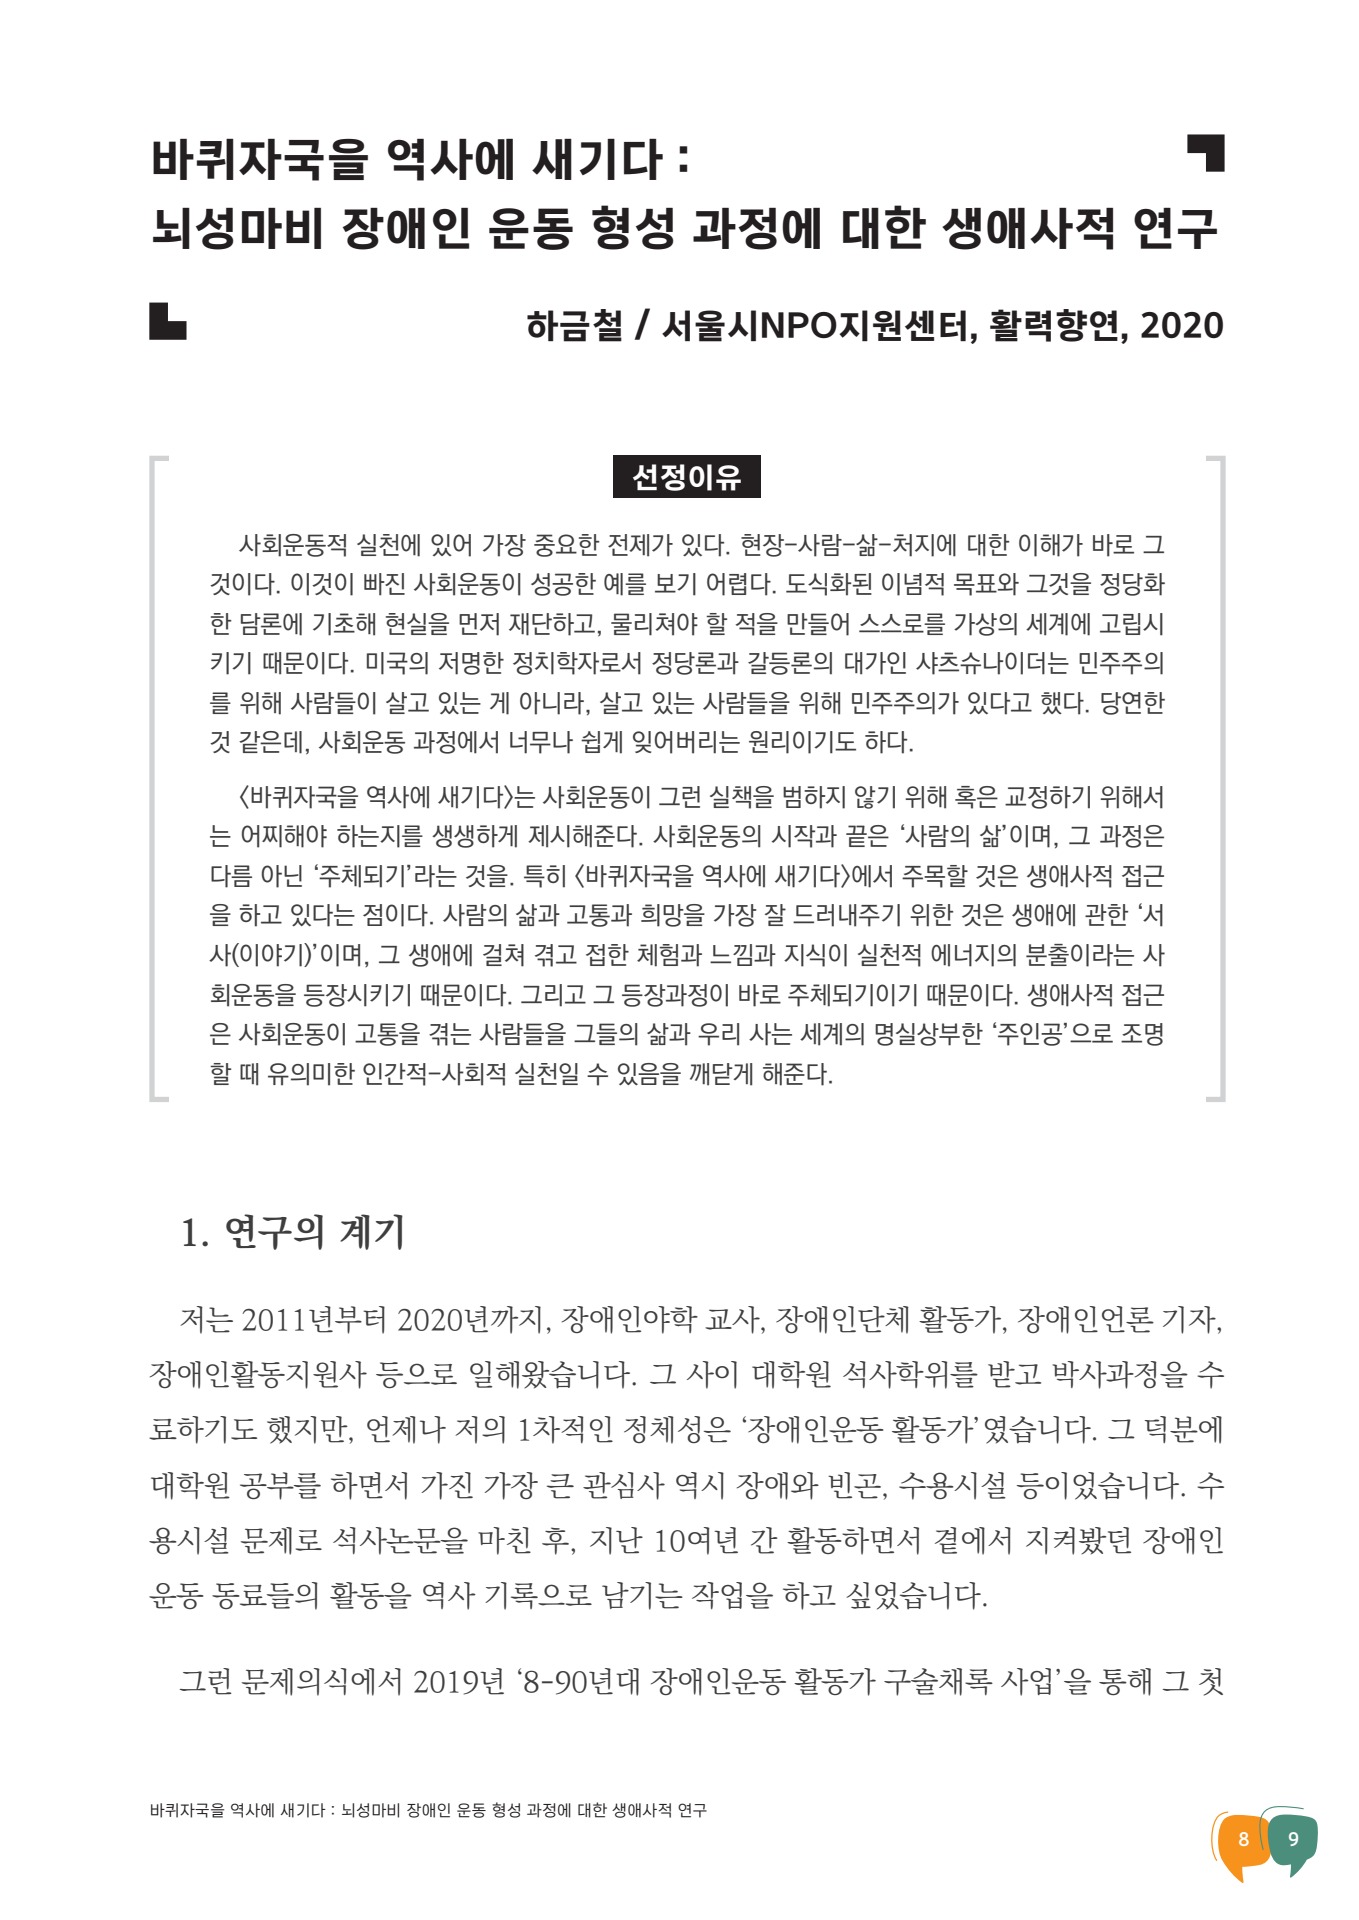 바퀴자국을 역사에 새기다 :
뇌성마비 장애인 운동 형성 과정에 대한 생애사적 연구
하금철 / 서울시NPO지원센터, 활력향연, 2020
선정이유
사회운동적 실천에 있어 가장 중요한 전제가 있다. 현장-사람-삶-처지에 대한 이해가 바로 그
것이다. 이것이 빠진 사회운동이 성공한 예를 보기 어렵다. 도식화된 이념적 목표와 그것을 정당화
한 담론에 기초해 현실을 먼저 재단하고, 물리쳐야 할 적을 만들어 스스로를 가상의 세계에 고립시
키기 때문이다. 미국의 저명한 정치학자로서 정당론과 갈등론의 대가인 샤츠슈나이더는 민주주의
를 위해 사람들이 살고 있는 게 아니라, 살고 있는 사람들을 위해 민주주의가 있다고 했다. 당연한
것 같은데, 사회운동 과정에서 너무나 쉽게 잊어버리는 원리이기도 하다.
〈바퀴자국을 역사에 새기다〉는 사회운동이 그런 실책을 범하지 않기 위해 혹은 교정하기 위해서
는 어찌해야 하는지를 생생하게 제시해준다. 사회운동의 시작과 끝은 ‘사람의 삶’이며, 그 과정은
다름 아닌 ‘주체되기’라는 것을. 특히 〈바퀴자국을 역사에 새기다〉에서 주목할 것은 생애사적 접근
을 하고 있다는 점이다. 사람의 삶과 고통과 희망을 가장 잘 드러내주기 위한 것은 생애에 관한 ‘서
사(이야기)’이며, 그 생애에 걸쳐 겪고 접한 체험과 느낌과 지식이 실천적 에너지의 분출이라는 사
회운동을 등장시키기 때문이다. 그리고 그 등장과정이 바로 주체되기이기 때문이다. 생애사적 접근
은 사회운동이 고통을 겪는 사람들을 그들의 삶과 우리 사는 세계의 명실상부한 ‘주인공’으로 조명
할 때 유의미한 인간적-사회적 실천일 수 있음을 깨닫게 해준다.
1. 연구의 계기
저는 2011년부터 2020년까지, 장애인야학 교사, 장애인단체 활동가, 장애인언론 기자,
장애인활동지원사 등으로 일해왔습니다. 그 사이 대학원 석사학위를 받고 박사과정을 수
료하기도 했지만, 언제나 저의 1차적인 정체성은 ‘장애인운동 활동가’였습니다. 그 덕분에
대학원 공부를 하면서 가진 가장 큰 관심사 역시 장애와 빈곤, 수용시설 등이었습니다. 수
용시설 문제로 석사논문을 마친 후, 지난 10여년 간 활동하면서 곁에서 지켜봤던 장애인
운동 동료들의 활동을 역사 기록으로 남기는 작업을 하고 싶었습니다.
그런 문제의식에서 2019년 ‘8-90년대 장애인운동 활동가 구술채록 사업’을 통해 그 첫
바퀴자국을 역사에 새기다 : 뇌성마비 장애인 운동 형성 과정에 대한 생애사적 연구
8 9